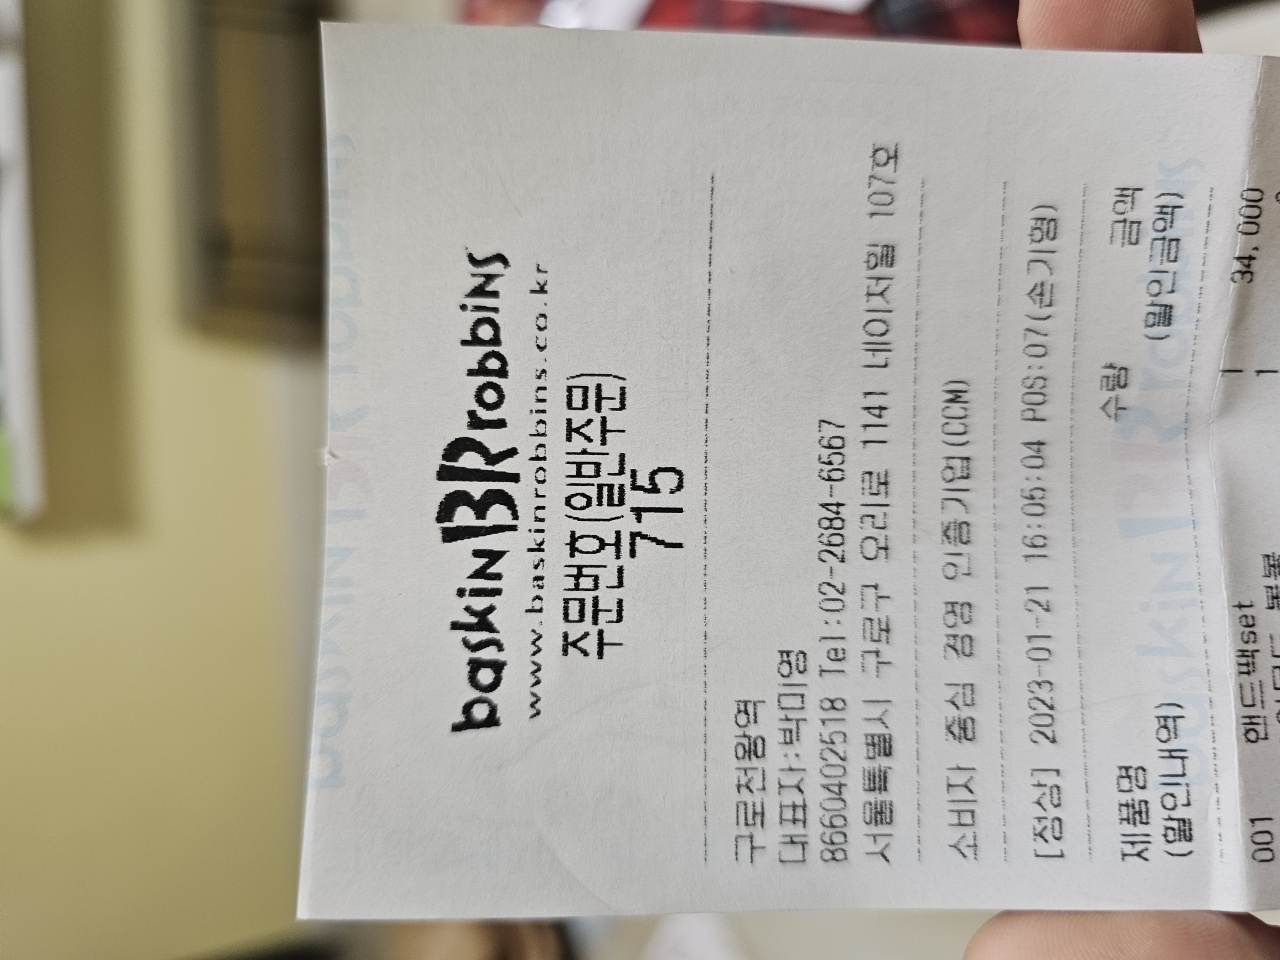 baskin BR robbins
www.baskinrobbins.co.kr
주문번호(일반주문)
715
구로천왕역
대표자:박미영
8660402518 Tel:02-2684-6567
서울특별시 구로구 오리로 1141 네이처힐 107호
소비자 중심 경영 인증기업(CCM)
[정상] 2023-01-21 16:05:04 POS:07(손기형)
제품명 수량 금액
(할인내역) (할인금액)
001 핸드팩set 1 34,000
1